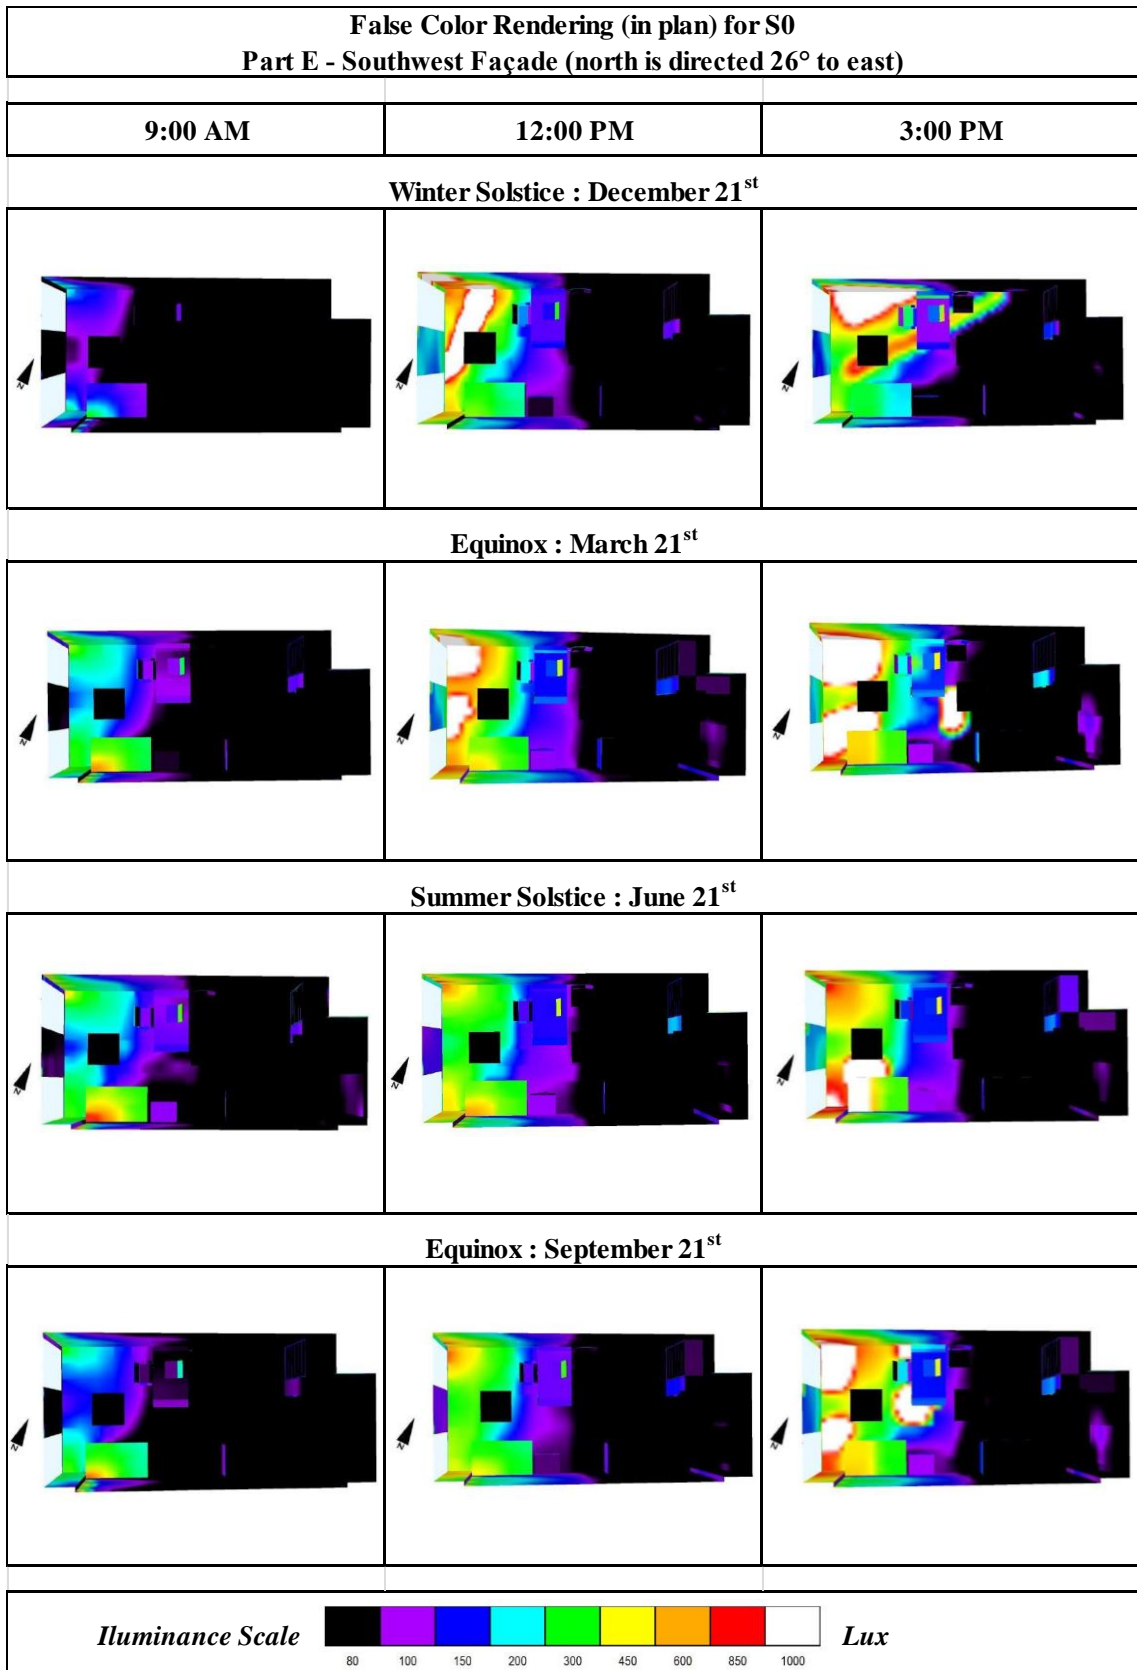 False Color Rendering (in plan) for S0
Part E - Southwest Façade (north is directed 26° to east)
9:00 AM 12:00 PM 3:00 PM
Winter Solstice : December 21st
N N N
Equinox : March 21st
N N N
Summer Solstice : June 21st
N N N
Equinox : September 21st
N N N
Iluminance Scale Lux
80 100 150 200 300 450 600 850 1000